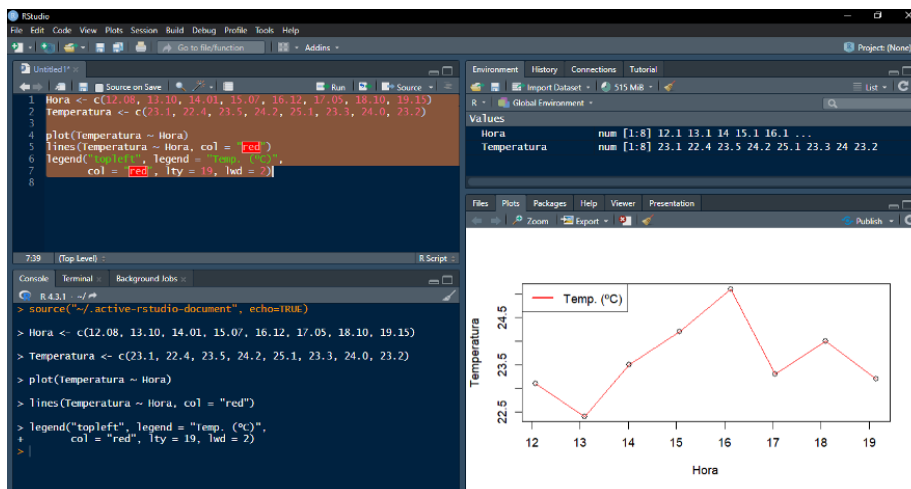 RStudio
File Edit Code View Plots Session Build Debug Profile Tools Help
Go to file/function Addins Project: (None)
Untitled1*
Source on Save Run Source
1 Hora <- c(12.08, 13.10, 14.01, 15.07, 16.12, 17.05, 18.10, 19.15)
2 Temperatura <- c(23.1, 22.4, 23.5, 24.2, 25.1, 23.3, 24.0, 23.2)
3
4 plot(Temperatura ~ Hora)
5 lines(Temperatura ~ Hora, col = "red")
6 legend("topleft", legend = "Temp. (ºC)",
7 col = "red", lty = 19, lwd = 2)
8
7:39 (Top Level) R Script
Console Terminal Background Jobs
R 4.3.1 · ~/
> source("~/.active-rstudio-document", echo=TRUE)
> Hora <- c(12.08, 13.10, 14.01, 15.07, 16.12, 17.05, 18.10, 19.15)
> Temperatura <- c(23.1, 22.4, 23.5, 24.2, 25.1, 23.3, 24.0, 23.2)
> plot(Temperatura ~ Hora)
> lines(Temperatura ~ Hora, col = "red")
> legend("topleft", legend = "Temp. (ºC)",
+ col = "red", lty = 19, lwd = 2)
>
Environment History Connections Tutorial
Import Dataset 515 MiB List
R Global Environment
Values
Hora num [1:8] 12.1 13.1 14 15.1 16.1 ...
Temperatura num [1:8] 23.1 22.4 23.5 24.2 25.1 23.3 24 23.2
Files Plots Packages Help Viewer Presentation
Zoom Export Publish
Temp. (ºC)
Temperatura
24.5
23.5
22.5
12 13 14 15 16 17 18 19
Hora